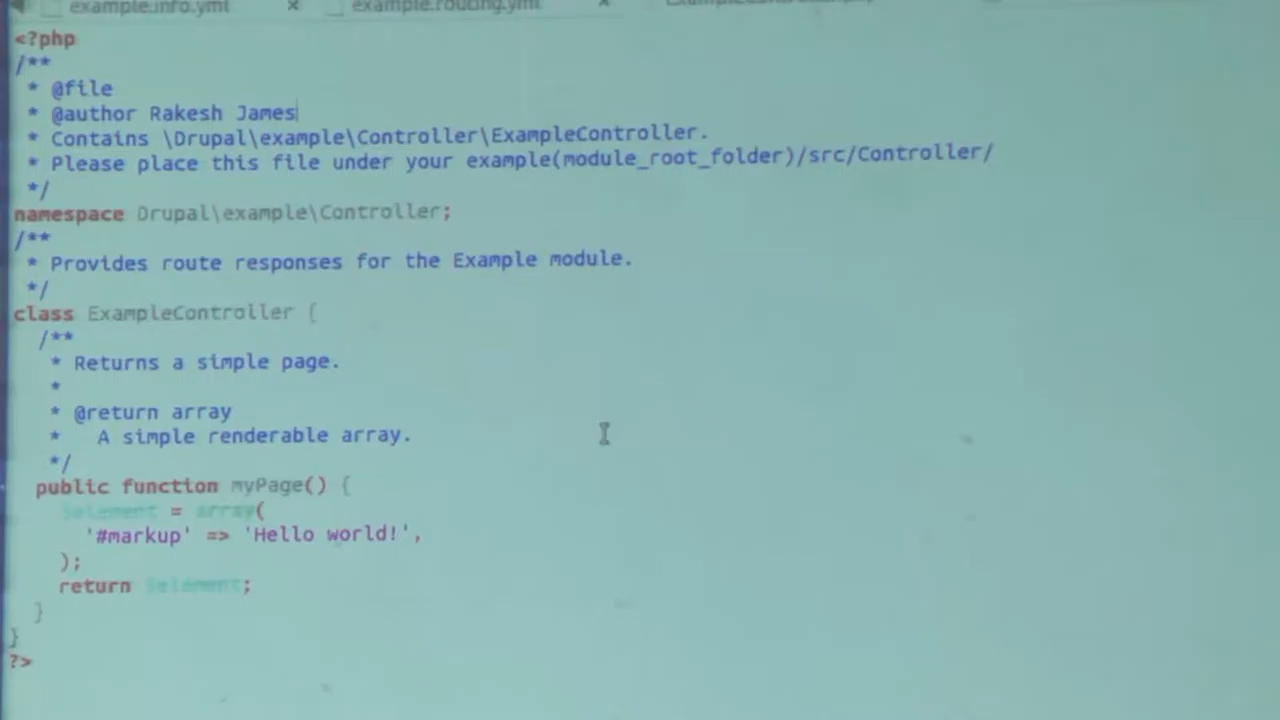 example.info.yml × example.routing.yml ×
<?php
/**
 * @file
 * @author Rakesh James
 * Contains \Drupal\example\Controller\ExampleController.
 * Please place this file under your example(module_root_folder)/src/Controller/
 */
namespace Drupal\example\Controller;
/**
 * Provides route responses for the Example module.
 */
class ExampleController {
  /**
   * Returns a simple page.
   *
   * @return array
   *   A simple renderable array.
   */
  public function myPage() {
    $element = array(
      '#markup' => 'Hello world!',
    );
    return $element;
  }
}
?>